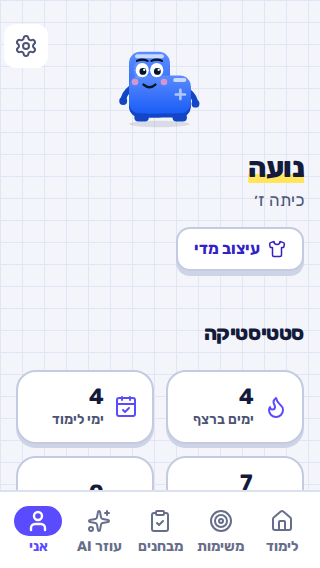 נועה
כיתה ז׳
עיצוב מדי
סטטיסטיקה
4
ימים ברצף
4
ימי לימוד
7
לימוד
משימות
מבחנים
עוזר AI
אני